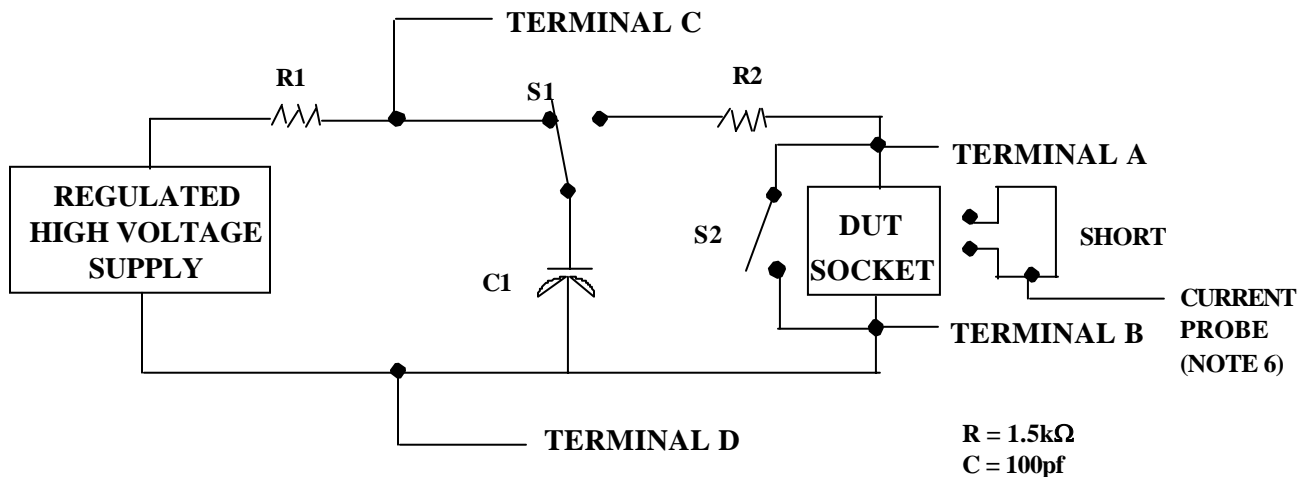 TERMINAL C
R1
R2
S1
TERMINAL A
REGULATED
HIGH VOLTAGE
SUPPLY
S2
DUT
SOCKET
SHORT
C1
CURRENT
PROBE
(NOTE 6)
TERMINAL B
TERMINAL D
R = 1.5kΩ
C = 100pf